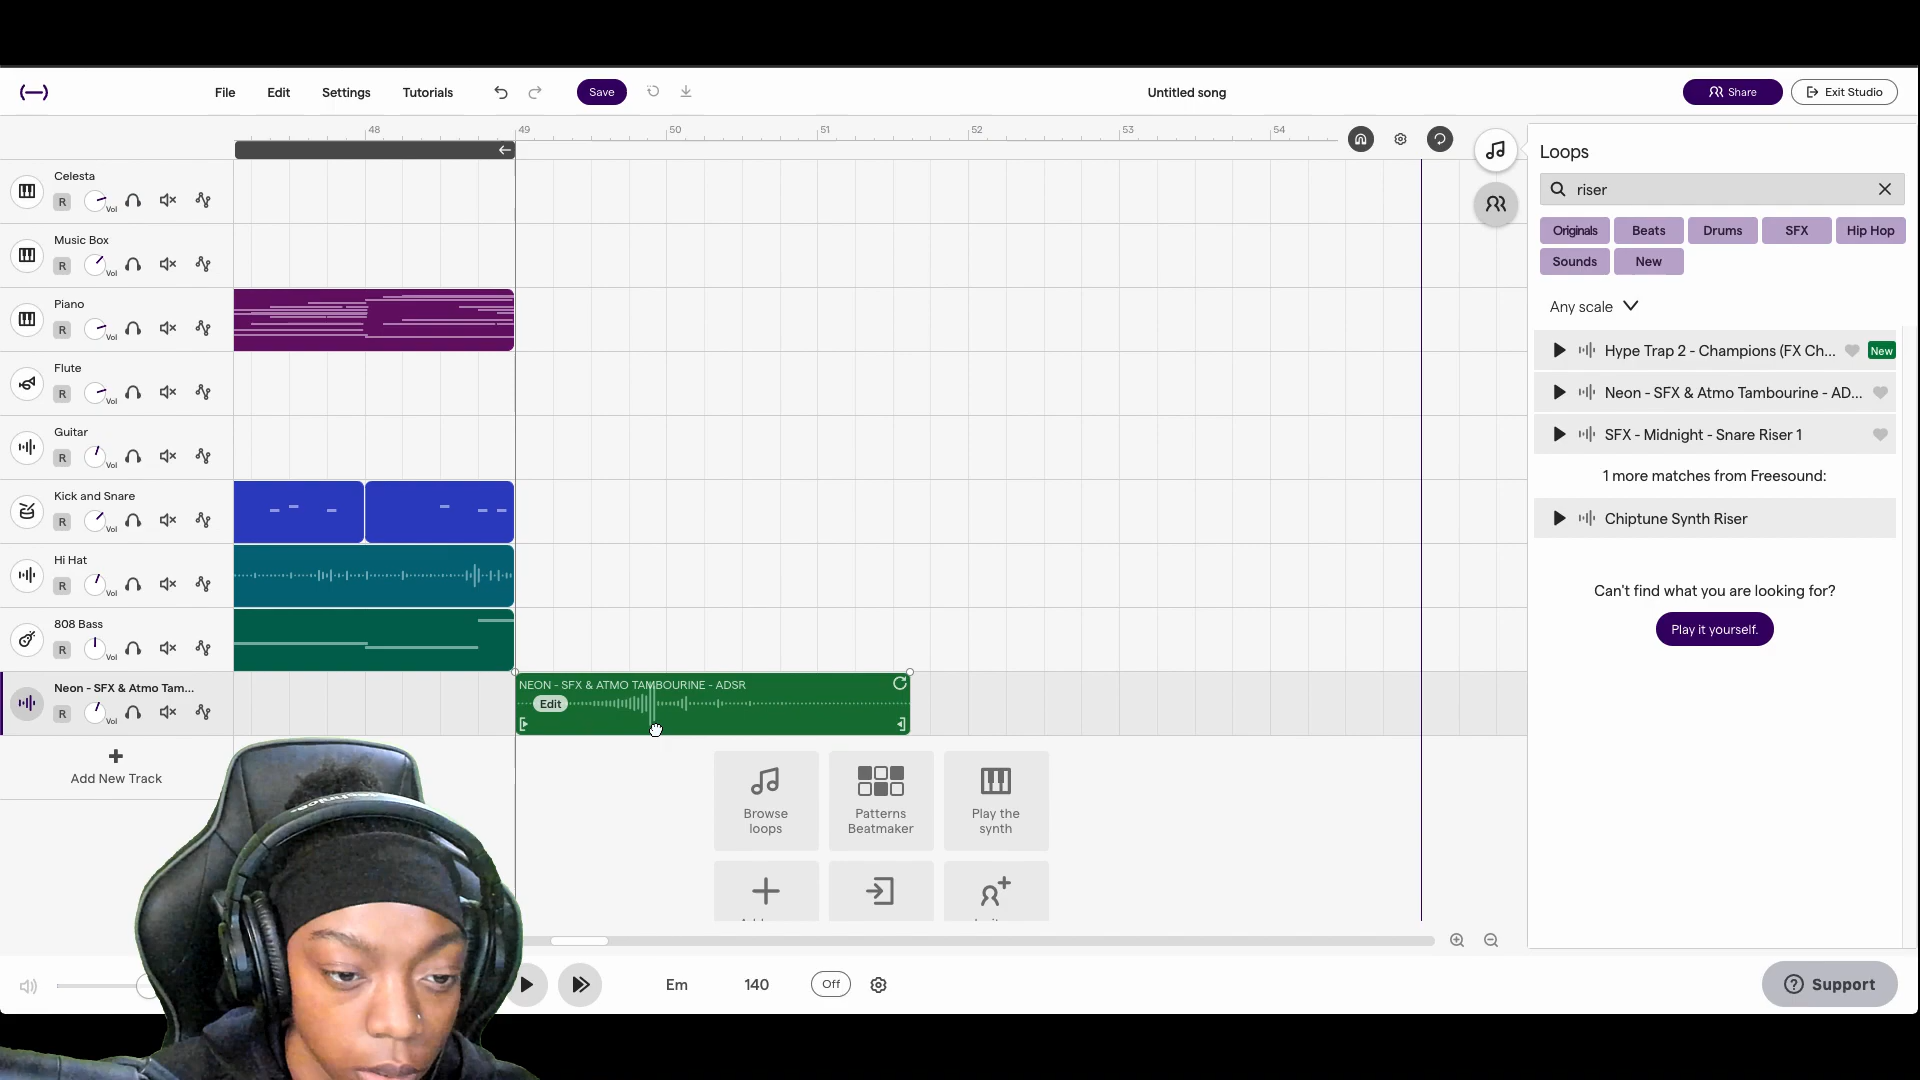 File
Edit
Settings
Tutorials
Save
Untitled song
Share
Exit Studio
48
49
50
51
52
53
54
Loops
riser
Originals
Beats
Drums
SFX
Hip Hop
Sounds
New
Any scale
Hype Trap 2 - Champions (FX Ch...
New
Neon - SFX & Atmo Tambourine - AD...
SFX - Midnight - Snare Riser 1
1 more matches from Freesound:
Chiptune Synth Riser
Can't find what you are looking for?
Play it yourself.
Celesta
R
Vol
Music Box
R
Vol
Piano
R
Vol
Flute
R
Vol
Guitar
R
Vol
Kick and Snare
R
Vol
Hi Hat
R
Vol
808 Bass
R
Vol
Neon - SFX & Atmo Tam...
R
Vol
NEON - SFX & ATMO TAMBOURINE - ADSR
Edit
Add New Track
Browse
loops
Patterns
Beatmaker
Play the
synth
Em
140
Off
Support